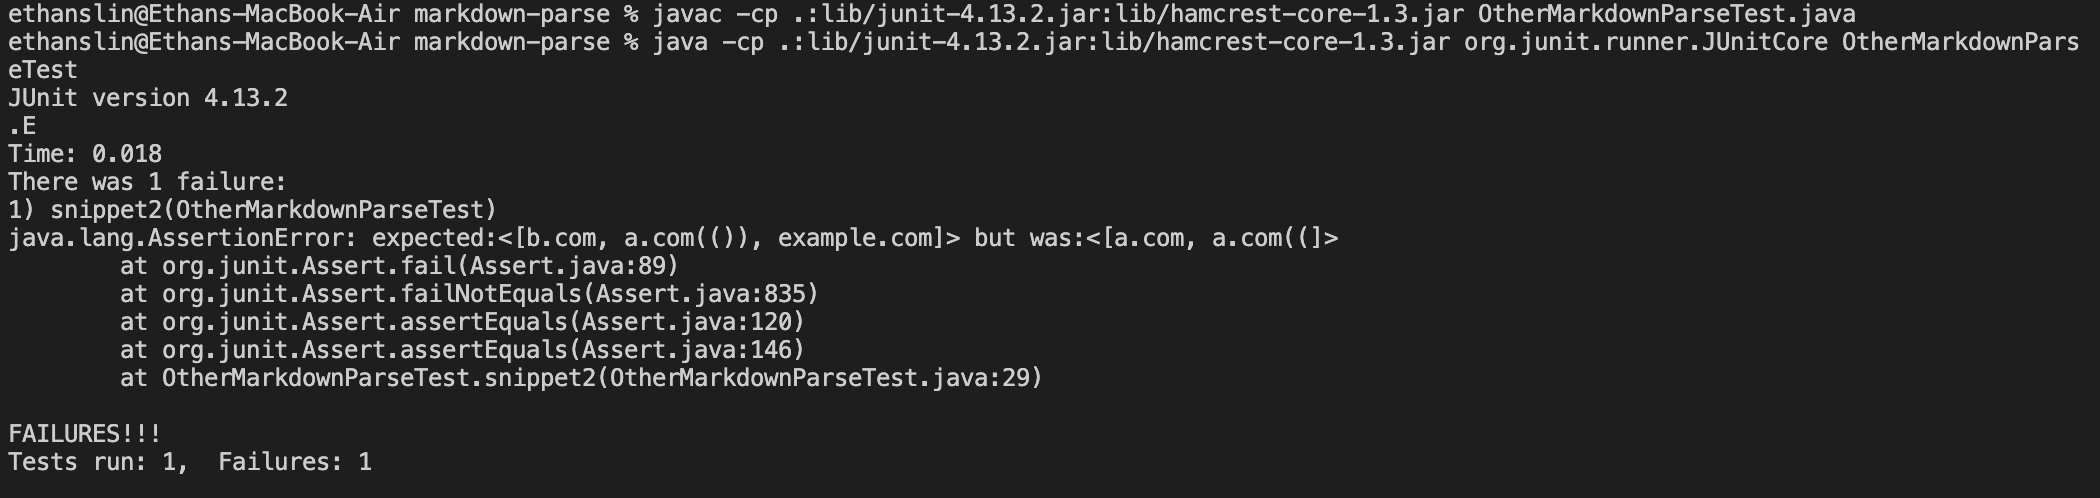 ethanslin@Ethans-MacBook-Air markdown-parse % javac -cp .:lib/junit-4.13.2.jar:lib/hamcrest-core-1.3.jar OtherMarkdownParseTest.java
ethanslin@Ethans-MacBook-Air markdown-parse % java -cp .:lib/junit-4.13.2.jar:lib/hamcrest-core-1.3.jar org.junit.runner.JUnitCore OtherMarkdownPars
eTest
JUnit version 4.13.2
.E
Time: 0.018
There was 1 failure:
1) snippet2(OtherMarkdownParseTest)
java.lang.AssertionError: expected:<[b.com, a.com(()), example.com]> but was:<[a.com, a.com((]>
        at org.junit.Assert.fail(Assert.java:89)
        at org.junit.Assert.failNotEquals(Assert.java:835)
        at org.junit.Assert.assertEquals(Assert.java:120)
        at org.junit.Assert.assertEquals(Assert.java:146)
        at OtherMarkdownParseTest.snippet2(OtherMarkdownParseTest.java:29)

FAILURES!!!
Tests run: 1,  Failures: 1